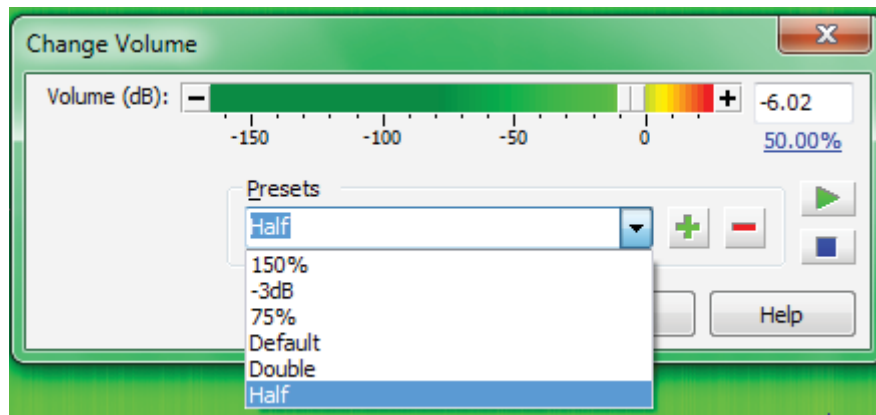 Change Volume
Volume (dB):
-6.02
-150 -100 -50 0
50.00%
Presets
Half
150%
-3dB
75%
Default
Double
Half
Help